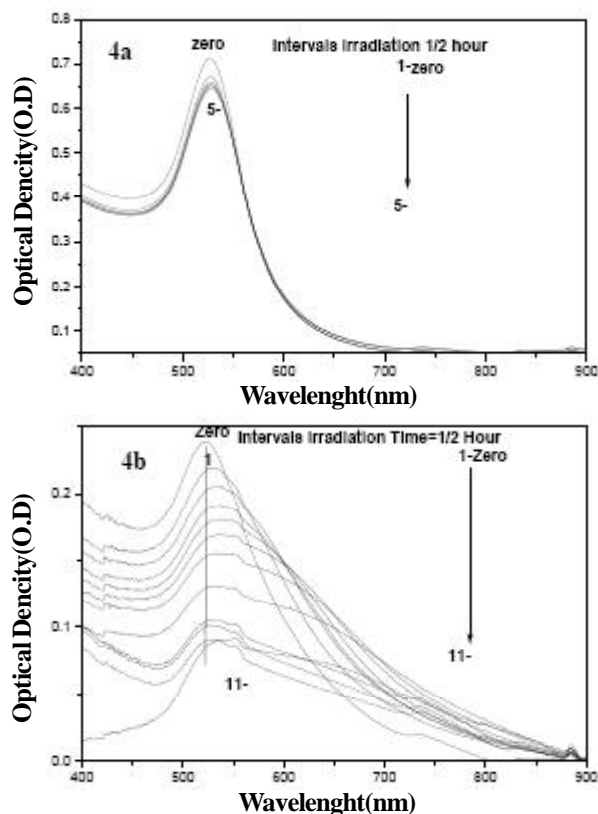 4a
zero
Intervals Irradiation 1/2 hour
1-zero
5-
5-
Optical Dencity(O.D)
0.8
0.7
0.6
0.5
0.4
0.3
0.2
0.1
400 500 600 700 800 900
Wavelenght(nm)
4b
Zero
Intervals Irradiation Time=1/2 Hour
1-Zero
1
11-
11-
Optical Dencity(O.D)
0.2
0.1
0.0
400 500 600 700 800 900
Wavelenght(nm)